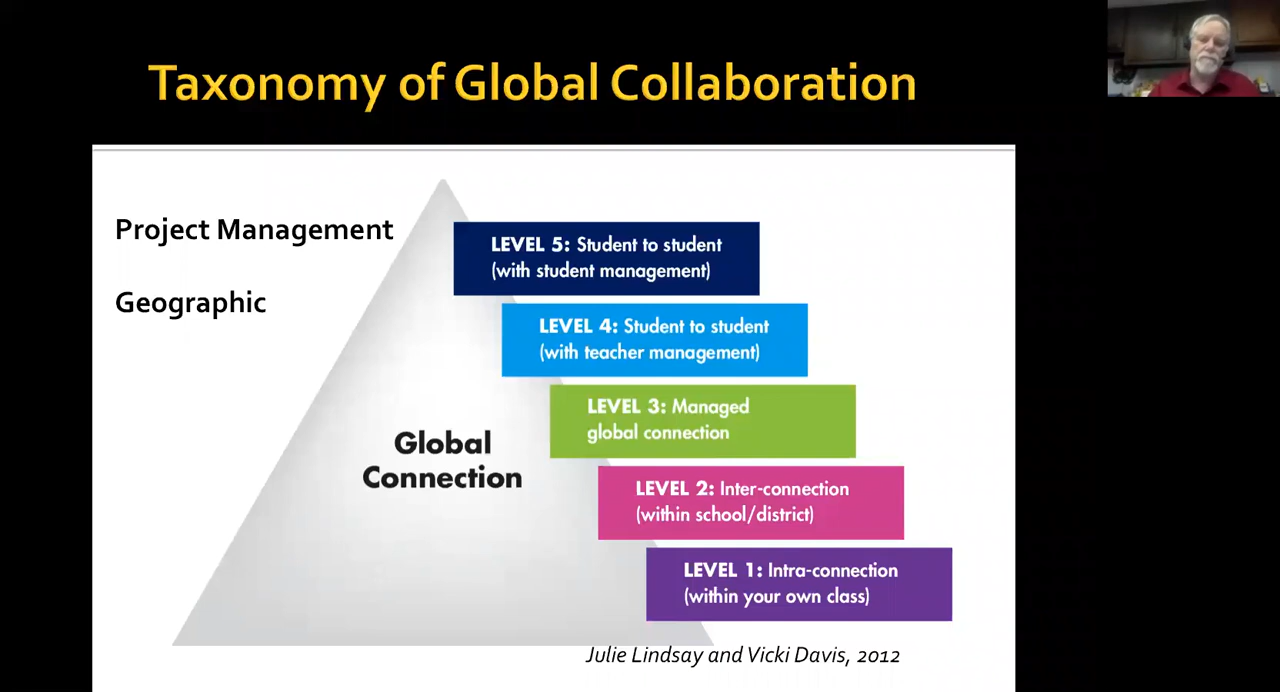 Taxonomy of Global Collaboration
Project Management
Geographic
LEVEL 5: Student to student
(with student management)
LEVEL 4: Student to student
(with teacher management)
LEVEL 3: Managed
global connection
Global
Connection
LEVEL 2: Inter-connection
(within school/district)
LEVEL 1: Intra-connection
(within your own class)
Julie Lindsay and Vicki Davis, 2012